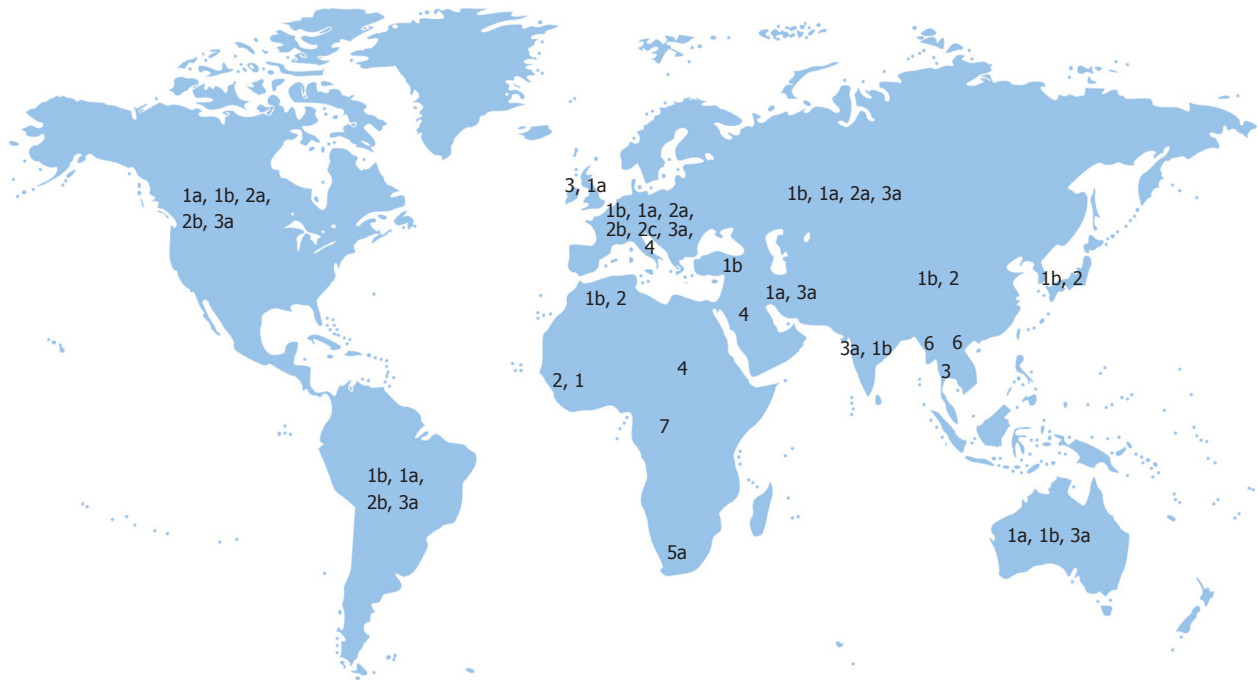 1a, 1b, 2a,
2b, 3a
3, 1a
1b, 1a, 2a,
2b, 2c, 3a,
4
1b, 1a, 2a, 3a
1b
1a, 3a
4
1b, 2
1b, 2
1b, 2
3a, 1b
6
6
3
2, 1
4
7
5a
1b, 1a,
2b, 3a
1a, 1b, 3a